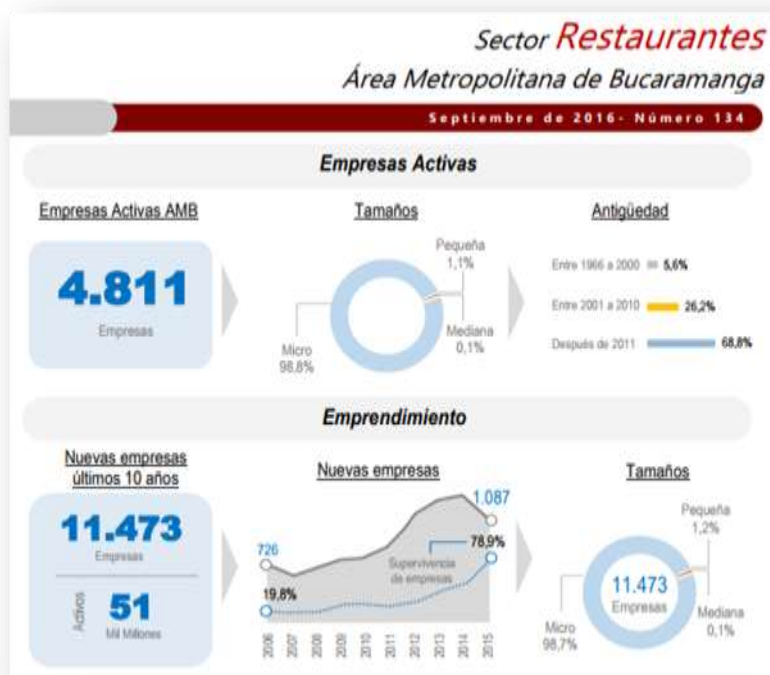 Sector Restaurantes
Área Metropolitana de Bucaramanga
Septiembre de 2016- Número 134
Empresas Activas
Empresas Activas AMB
4.811
Empresas
Tamaños
Pequeña
1,1%
Mediana
0,1%
Micro
98,8%
Antigüedad
Entre 1966 a 2000 5,6%
Entre 2001 a 2010 26,2%
Después de 2011 68,8%
Emprendimiento
Nuevas empresas
últimos 10 años
11.473
Empresas
Activos
51
Mil Millones
Nuevas empresas
1.087
726
78,9%
Supervivencia
de empresas
19,8%
2006
2007
2008
2009
2010
2011
2012
2013
2014
2015
Tamaños
Pequeña
1,2%
11.473
Empresas
Mediana
0,1%
Micro
98,7%